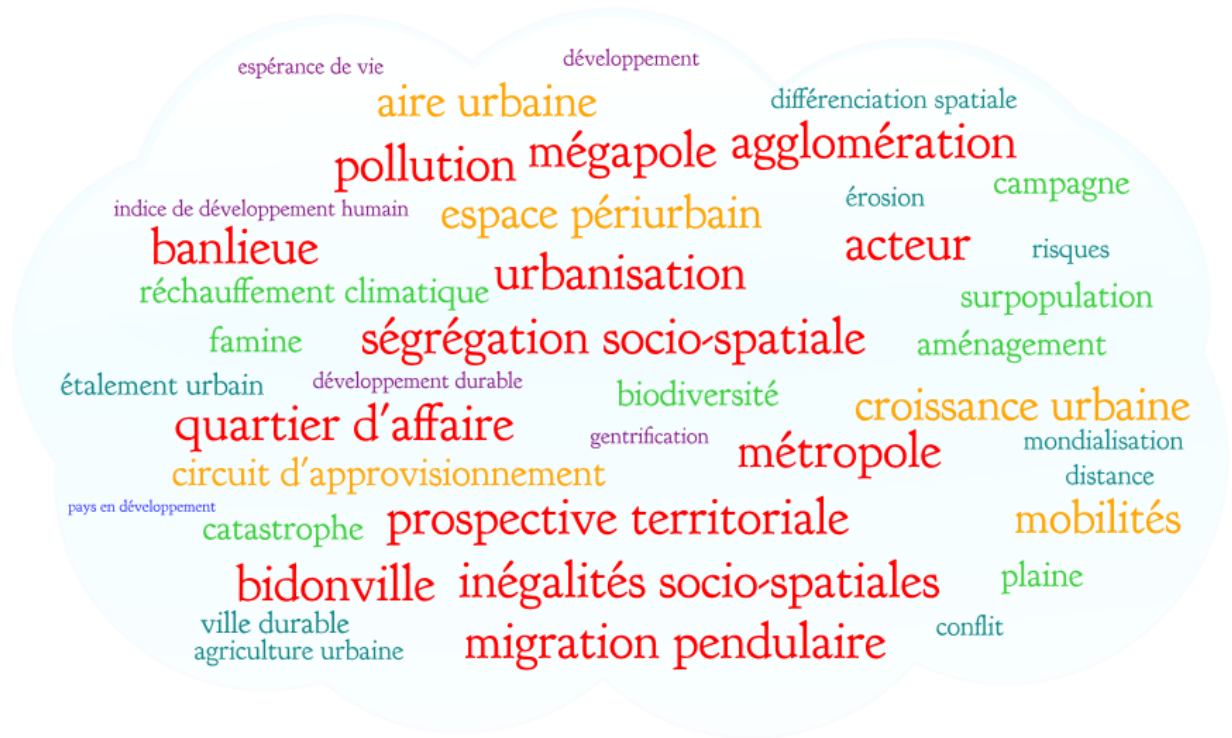 espérance de vie
développement
aire urbaine
différenciation spatiale
pollution
mégapole
agglomération
campagne
indice de développement humain
espace périurbain
érosion
banlieue
urbanisation
acteur
risques
réchauffement climatique
surpopulation
famine
ségrégation socio-spatiale
aménagement
étalement urbain
développement durable
biodiversité
croissance urbaine
quartier d'affaire
gentrification
métropole
mondialisation
circuit d'approvisionnement
distance
pays en développement
catastrophe
prospective territoriale
mobilités
bidonville
inégalités socio-spatiales
plaine
ville durable
agriculture urbaine
migration pendulaire
conflit